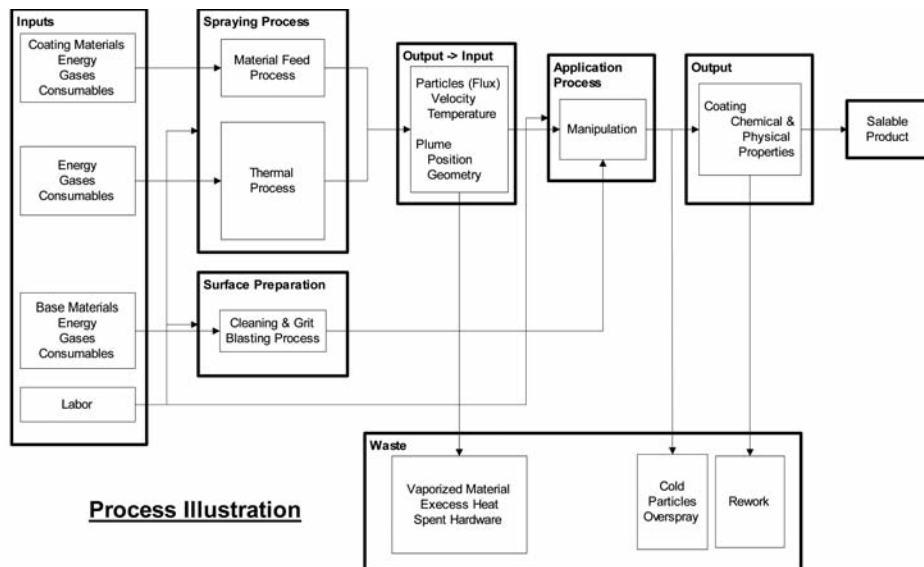 Inputs
Coating Materials
Energy
Gases
Consumables
Energy
Gases
Consumables
Base Materials
Energy
Gases
Consumables
Labor
Spraying Process
Material Feed
Process
Thermal
Process
Surface Preparation
Cleaning & Grit
Blasting Process
Output -> Input
Particles (Flux)
Velocity
Temperature
Plume
Position
Geometry
Application
Process
Manipulation
Output
Coating
Chemical &
Physical
Properties
Salable
Product
Waste
Vaporized Material
Execess Heat
Spent Hardware
Cold
Particles
Overspray
Rework
Process Illustration